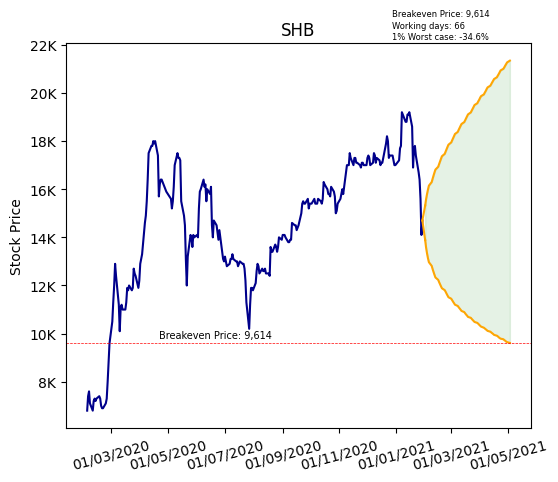 Breakeven Price: 9,614
Working days: 66
1% Worst case: -34.6%
SHB
Stock Price
22K
20K
18K
16K
14K
12K
10K
8K
Breakeven Price: 9,614
01/03/2020
01/05/2020
01/07/2020
01/09/2020
01/11/2020
01/01/2021
01/03/2021
01/05/2021